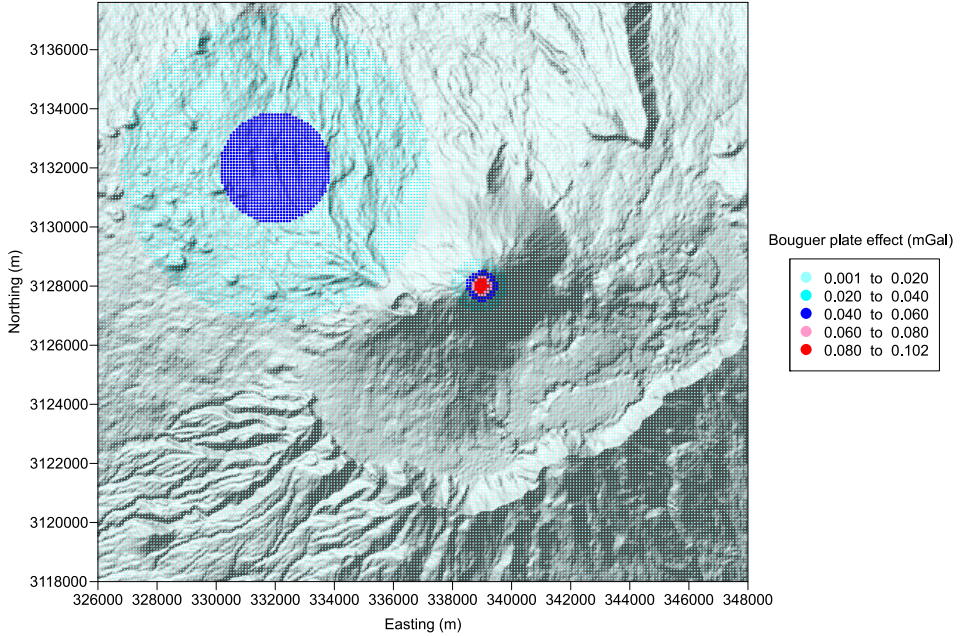 3136000
3134000
3132000
3130000
3128000
3126000
3124000
3122000
3120000
3118000
Northing (m)
326000 328000 330000 332000 334000 336000 338000 340000 342000 344000 346000 348000
Easting (m)
Bouguer plate effect (mGal)
0.001 to 0.020
0.020 to 0.040
0.040 to 0.060
0.060 to 0.080
0.080 to 0.102